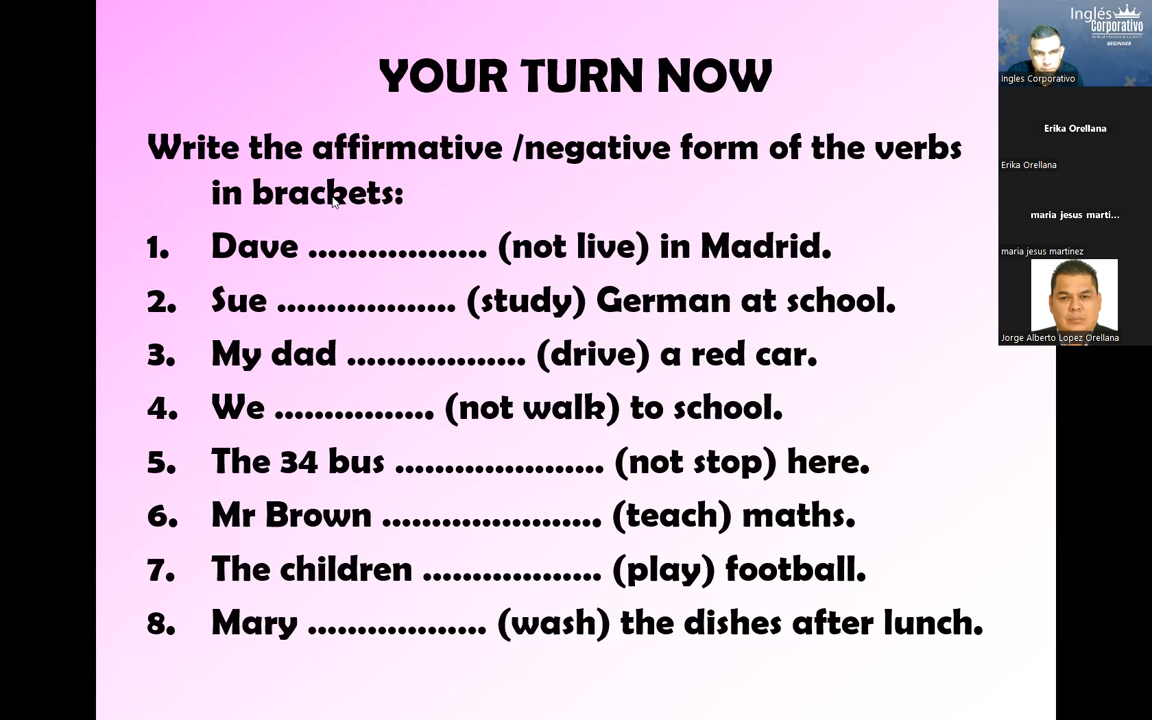 YOUR TURN NOW
Write the affirmative /negative form of the verbs
in brackets:
1. Dave .................. (not live) in Madrid.
2. Sue .................. (study) German at school.
3. My dad .................. (drive) a red car.
4. We ................ (not walk) to school.
5. The 34 bus ..................... (not stop) here.
6. Mr Brown ...................... (teach) maths.
7. The children .................. (play) football.
8. Mary .................. (wash) the dishes after lunch.
Inglés
Corporativo
BEGINNER
Ingles Corporativo
Erika Orellana
Erika Orellana
maria jesus marti...
maria jesus martinez
Jorge Alberto Lopez Orellana